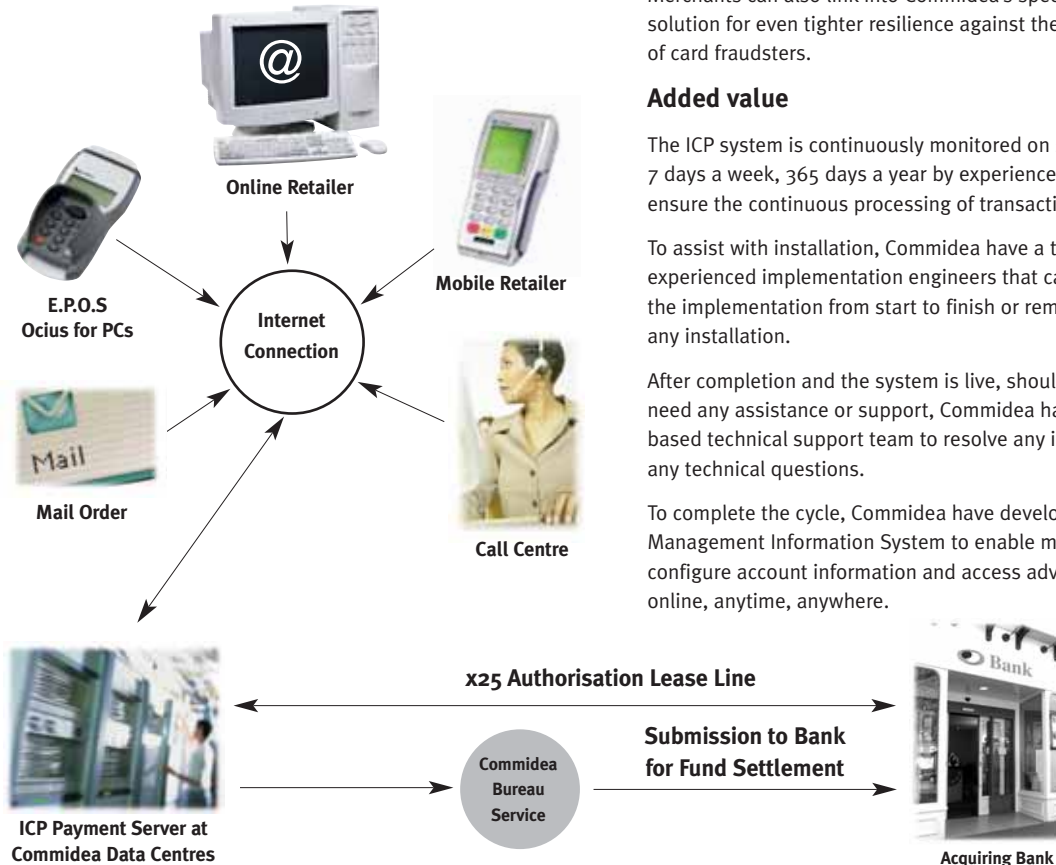 Merchants can also link into Commidea's spec
solution for even tighter resilience against the
of card fraudsters.
Added value
The ICP system is continuously monitored on
7 days a week, 365 days a year by experience
ensure the continuous processing of transacti
To assist with installation, Commidea have a t
experienced implementation engineers that ca
the implementation from start to finish or rem
any installation.
After completion and the system is live, shoul
need any assistance or support, Commidea ha
based technical support team to resolve any i
any technical questions.
To complete the cycle, Commidea have develo
Management Information System to enable m
configure account information and access adv
online, anytime, anywhere.
@
Online Retailer
E.P.O.S
Ocius for PCs
Mobile Retailer
Internet
Connection
Mail
Mail Order
Call Centre
x25 Authorisation Lease Line
Bank
Submission to Bank
for Fund Settlement
Commidea
Bureau
Service
ICP Payment Server at
Commidea Data Centres
Acquiring Bank